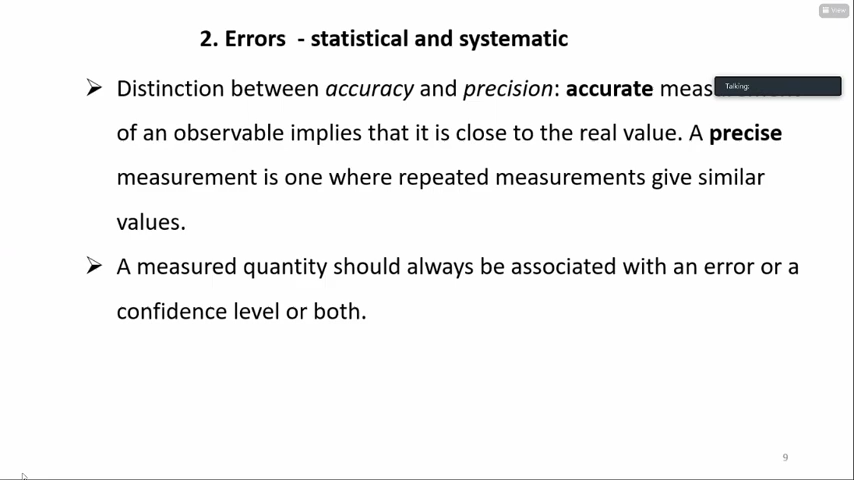 View
2. Errors - statistical and systematic
➢ Distinction between accuracy and precision: accurate meas
Talking:
of an observable implies that it is close to the real value. A precise
measurement is one where repeated measurements give similar
values.
➢ A measured quantity should always be associated with an error or a
confidence level or both.
9